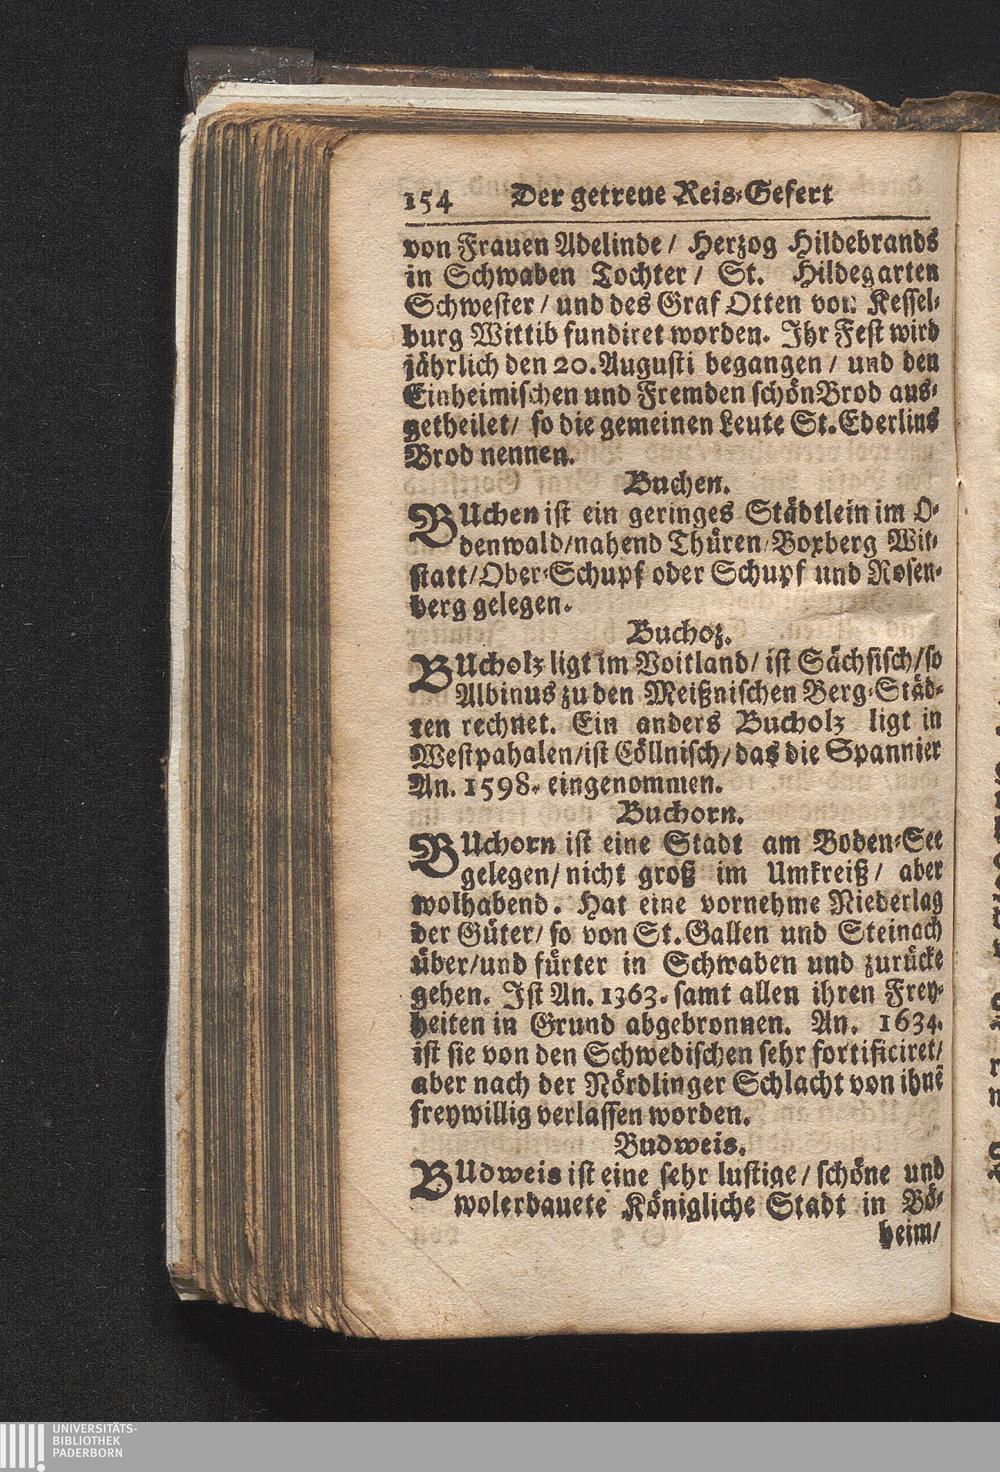 154 Der getreue Reis-Gefert
von Frauen Adelinde / Herzog Hildebrands
in Schwaben Tochter / St. Hildegarten
Schwester / und des Graf Otten von Kessel-
burg Wittib fundiret worden. Ihr Fest wird
jährlich den 20. Augusti begangen / und den
Einheimischen und Fremden schön Brod aus-
getheilet / so die gemeinen Leute St. Ederlins
Brod nennen.
Buchen.
BUchen ist ein geringes Städtlein im O-
denwald / nahend Thüren / Boxberg Wit-
statt / Ober-Schupf oder Schupf und Rosen-
berg gelegen.
Buchoz.
BUcholz ligt im Voitland / ist Sächsisch / so
Albinus zu den Meißnischen Berg-Städ-
ten rechnet. Ein anders Bucholz ligt in
Westpahalen / ist Cöllnisch / das die Spannier
An. 1598. eingenommen.
Buchorn.
BUchorn ist eine Stadt am Boden-See
gelegen / nicht groß im Umkreiß / aber
wolhabend. Hat eine vornehme Niederlag
der Güter / so von St. Gallen und Steinach
über / und fürter in Schwaben und zurücke
gehen. Ist An. 1363. samt allen ihren Frey-
heiten in Grund abgebronnen. An. 1634.
ist sie von den Schwedischen sehr fortificiret /
aber nach der Nördlinger Schlacht von ihnē
freywillig verlassen worden.
Budweis.
BUdweis ist eine sehr lustige / schöne und
wolerbauete Königliche Stadt in Bö-
heim /
UNIVERSITÄTS-
BIBLIOTHEK
PADERBORN